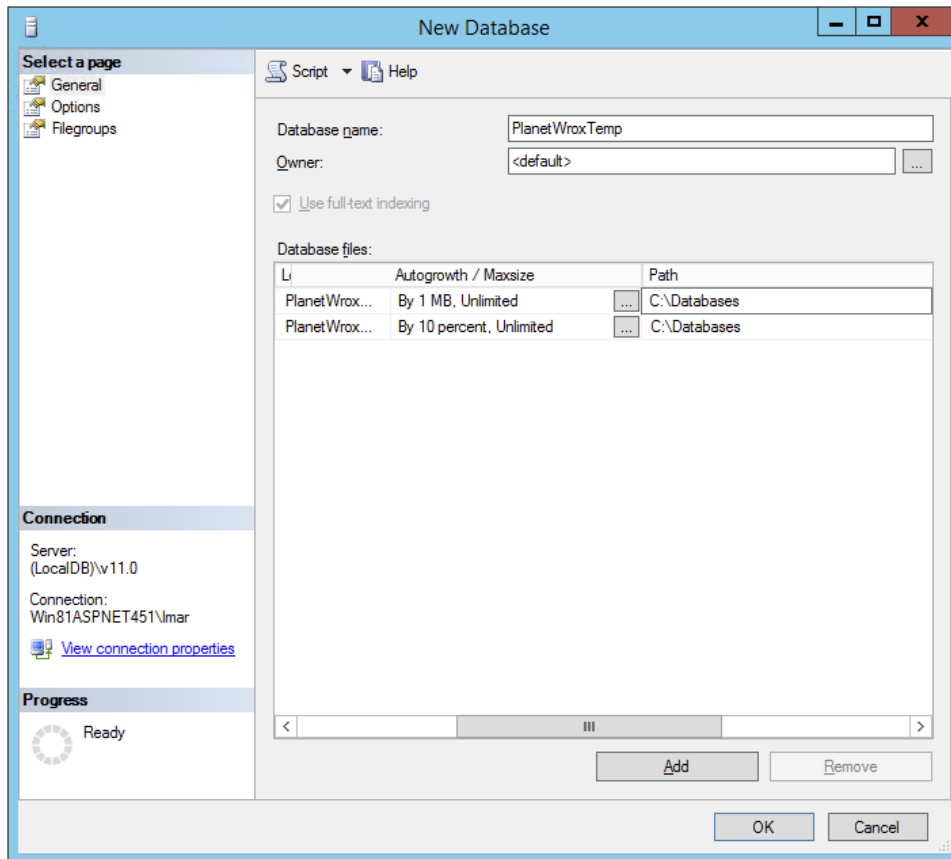 New Database
Select a page
General
Options
Filegroups
Script
Help
Database name:
PlanetWroxTemp
Owner:
<default>
...
Use full-text indexing
Database files:
Autogrowth / Maxsize
Path
PlanetWrox...
By 1 MB, Unlimited
...
C:\Databases
PlanetWrox...
By 10 percent, Unlimited
...
C:\Databases
Connection
Server:
(LocalDB)\v11.0
Connection:
Win81ASPNET451\Imar
View connection properties
Progress
Ready
Add
Remove
OK
Cancel